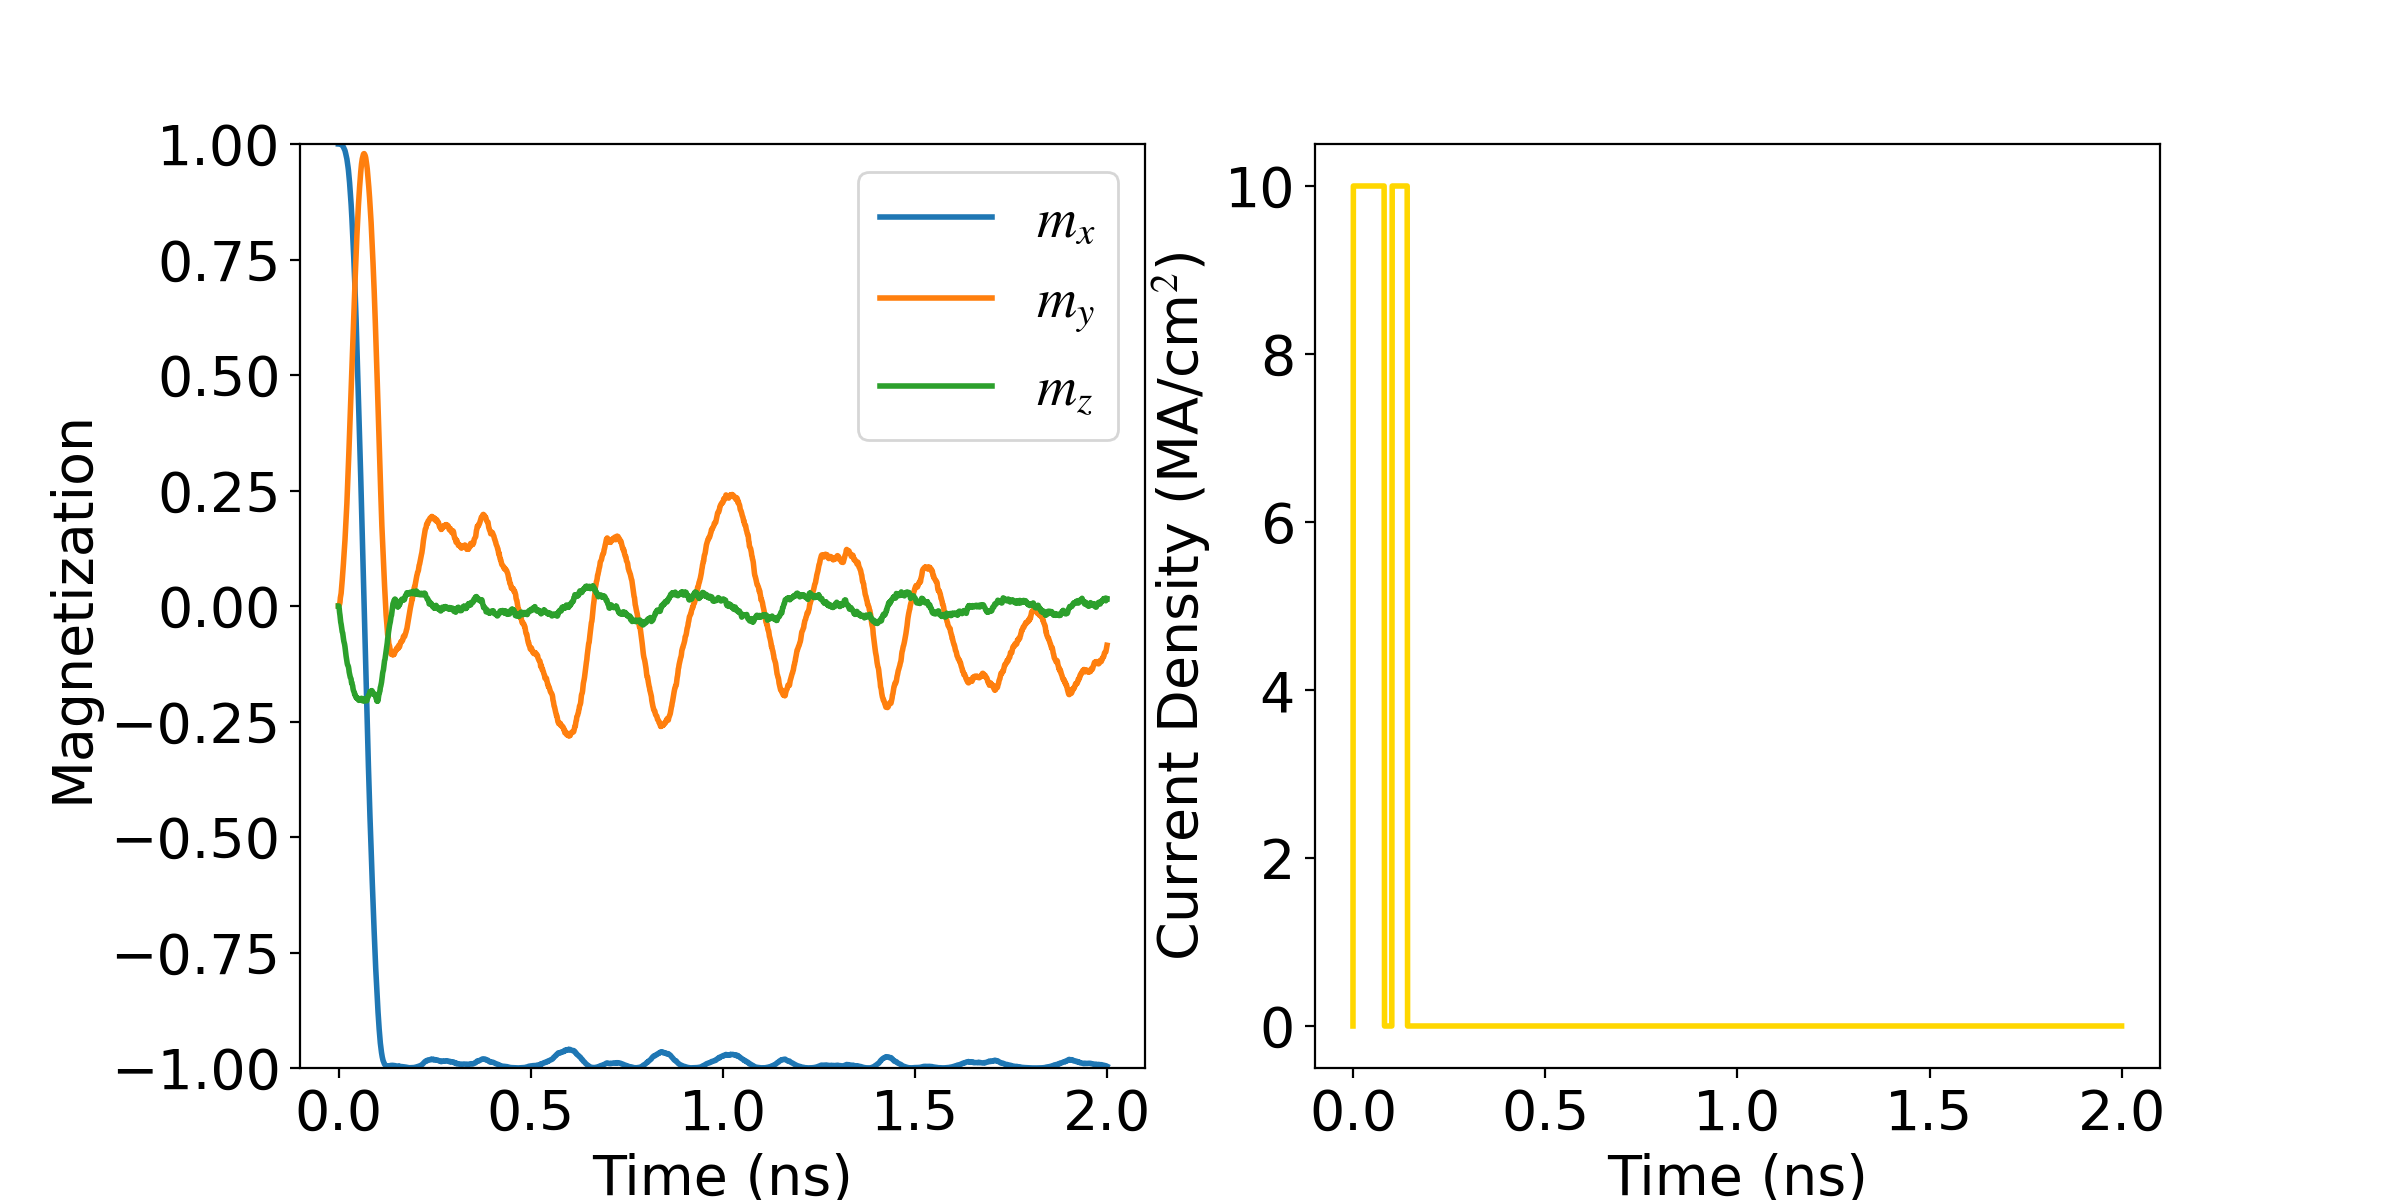 Magnetization
1.00
0.75
0.50
0.25
0.00
−0.25
−0.50
−0.75
−1.00
0.0 0.5 1.0 1.5 2.0
Time (ns)
m_x
m_y
m_z
Current Density (MA/cm²)
10
8
6
4
2
0
0.0 0.5 1.0 1.5 2.0
Time (ns)